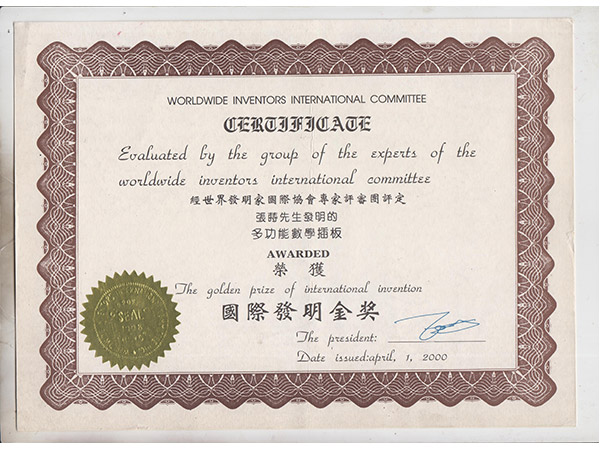 WORLDWIDE INVENTORS INTERNATIONAL COMMITTEE
CERTIFICATE
Evaluated by the group of the experts of the
worldwide inventors international committee
經世界發明家國際協會專家評審團評定
張蒔先生發明的
多功能數學插板
AWARDED
榮 獲
The golden prize of international invention
國際發明金奖
The president:
Date issued:april, 1, 2000